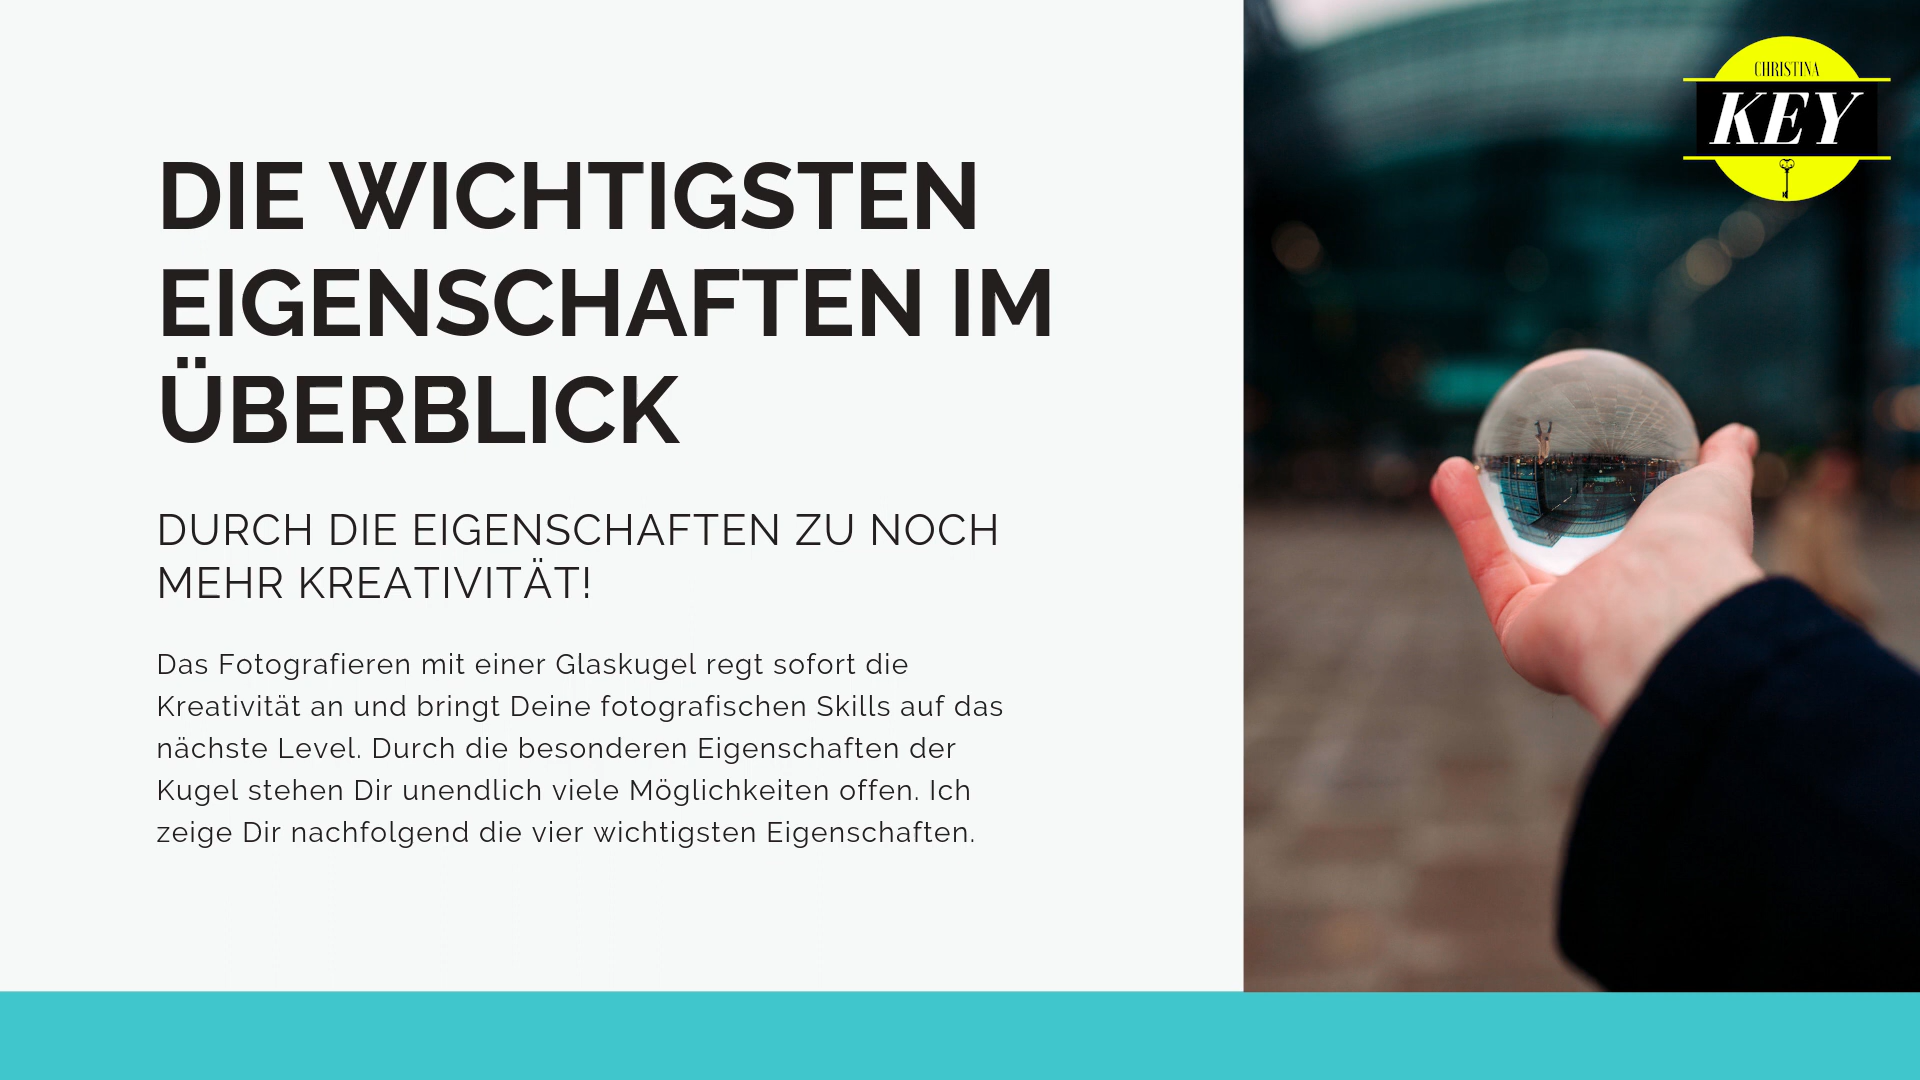 DIE WICHTIGSTEN
EIGENSCHAFTEN IM
ÜBERBLICK
DURCH DIE EIGENSCHAFTEN ZU NOCH
MEHR KREATIVITÄT!
Das Fotografieren mit einer Glaskugel regt sofort die
Kreativität an und bringt Deine fotografischen Skills auf das
nächste Level. Durch die besonderen Eigenschaften der
Kugel stehen Dir unendlich viele Möglichkeiten offen. Ich
zeige Dir nachfolgend die vier wichtigsten Eigenschaften.
CHRISTINA
KEY